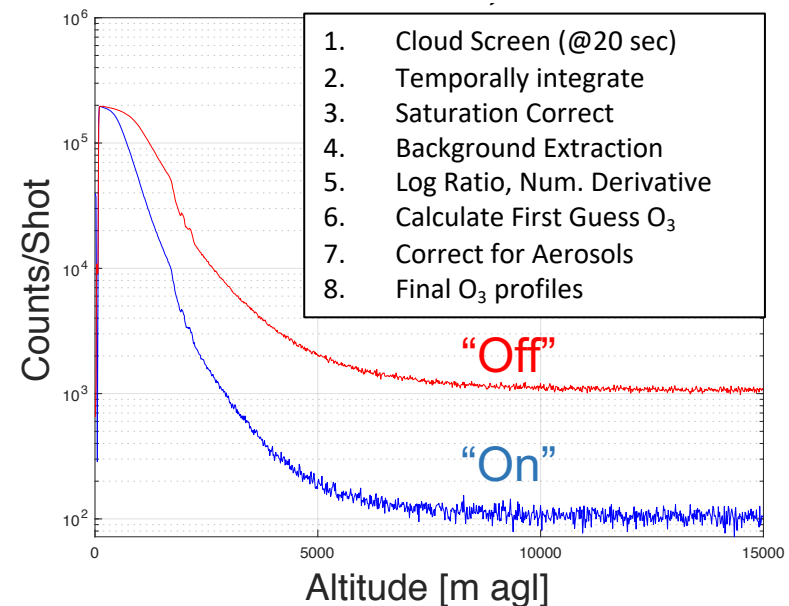 1. Cloud Screen (@20 sec)
2. Temporally integrate
3. Saturation Correct
4. Background Extraction
5. Log Ratio, Num. Derivative
6. Calculate First Guess O₃
7. Correct for Aerosols
8. Final O₃ profiles
Counts/Shot
10⁶
10⁵
10⁴
10³
10²
“Off”
“On”
0 5000 10000 15000
Altitude [m agl]